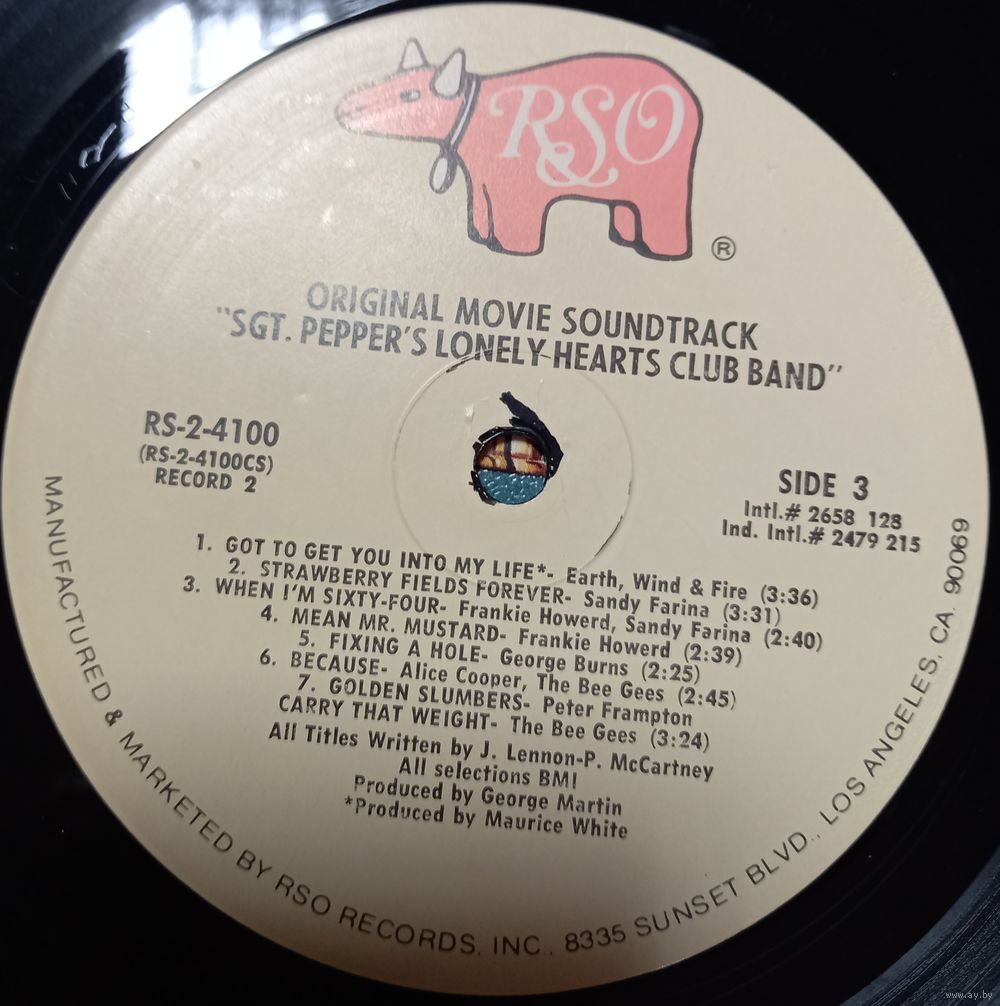 RSO
®
ORIGINAL MOVIE SOUNDTRACK
"SGT. PEPPER'S LONELY HEARTS CLUB BAND"
RS-2-4100
(RS-2-4100CS)
RECORD 2
SIDE 3
Intl.# 2658 128
Ind. Intl.# 2479 215
1. GOT TO GET YOU INTO MY LIFE*- Earth, Wind & Fire (3:36)
2. STRAWBERRY FIELDS FOREVER- Sandy Farina (3:31)
3. WHEN I'M SIXTY-FOUR- Frankie Howerd, Sandy Farina (2:40)
4. MEAN MR. MUSTARD- Frankie Howerd (2:39)
5. FIXING A HOLE- George Burns (2:25)
6. BECAUSE- Alice Cooper, The Bee Gees (2:45)
7. GOLDEN SLUMBERS- Peter Frampton
CARRY THAT WEIGHT- The Bee Gees (3:24)
All Titles Written by J. Lennon-P. McCartney
All selections BMI
Produced by George Martin
*Produced by Maurice White
MANUFACTURED & MARKETED BY RSO RECORDS, INC., 8335 SUNSET BLVD., LOS ANGELES, CA. 90069
www.ay.by